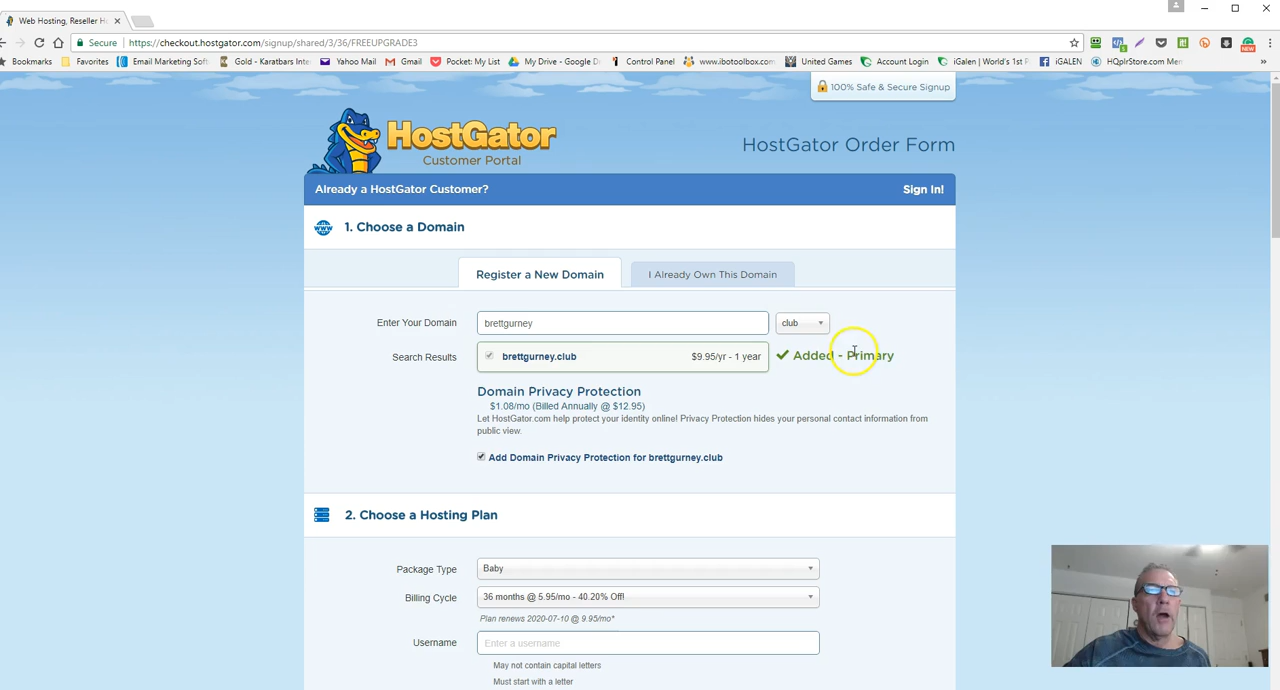 Web Hosting, Reseller H
Secure
https://checkout.hostgator.com/signup/shared/3/36/FREEUPGRADE3
Bookmarks
Favorites
Email Marketing Soft
Gold - Karatbars Inte
Yahoo Mail
Gmail
Pocket: My List
My Drive - Google D
Control Panel
www.ibotoolbox.com
United Games
Account Login
iGalen | World's 1st P
iGALEN
HQplrStore.com Mem
NEW
5
100% Safe & Secure Signup
HostGator
Customer Portal
HostGator Order Form
Already a HostGator Customer?
Sign In!
www
1. Choose a Domain
Register a New Domain
I Already Own This Domain
Enter Your Domain
brettgurney
club
Search Results
brettgurney.club
$9.95/yr - 1 year
Added - Primary
Domain Privacy Protection
$1.08/mo (Billed Annually @ $12.95)
Let HostGator.com help protect your identity online! Privacy Protection hides your personal contact information from
public view.
Add Domain Privacy Protection for brettgurney.club
2. Choose a Hosting Plan
Package Type
Baby
Billing Cycle
36 months @ 5.95/mo - 40.20% Off!
Plan renews 2020-07-10 @ 9.95/mo*
Username
Enter a username
May not contain capital letters
Must start with a letter